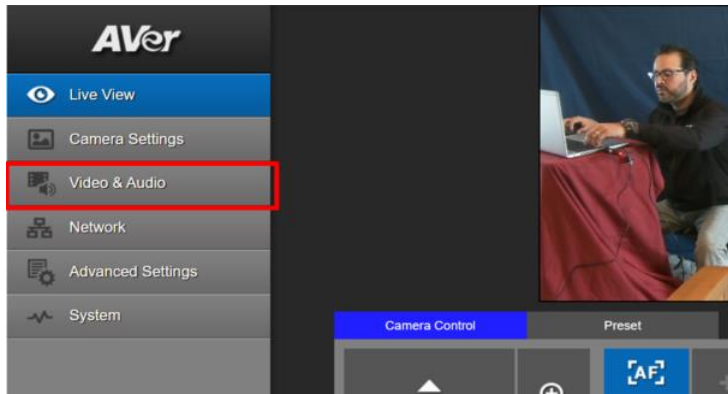 AVer
Live View
Camera Settings
Video & Audio
Network
Advanced Settings
System
Camera Control
Preset
AF